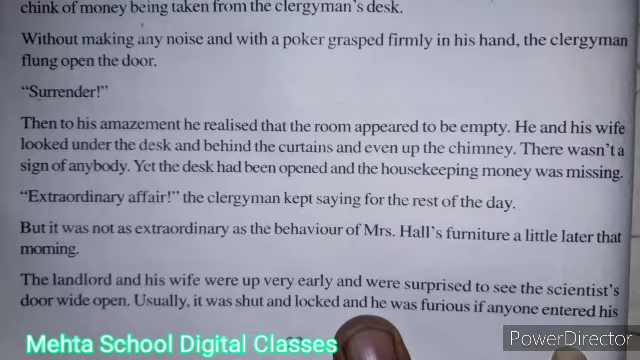 chink of money being taken from the clergyman's desk.
Without making any noise and with a poker grasped firmly in his hand, the clergyman
flung open the door.
“Surrender!”
Then to his amazement he realised that the room appeared to be empty. He and his wife
looked under the desk and behind the curtains and even up the chimney. There wasn't a
sign of anybody. Yet the desk had been opened and the housekeeping money was missing.
“Extraordinary affair!” the clergyman kept saying for the rest of the day.
But it was not as extraordinary as the behaviour of Mrs. Hall's furniture a little later that
morning.
The landlord and his wife were up very early and were surprised to see the scientist's
door wide open. Usually, it was shut and locked and he was furious if anyone entered his
Mehta School Digital Classes
PowerDirector